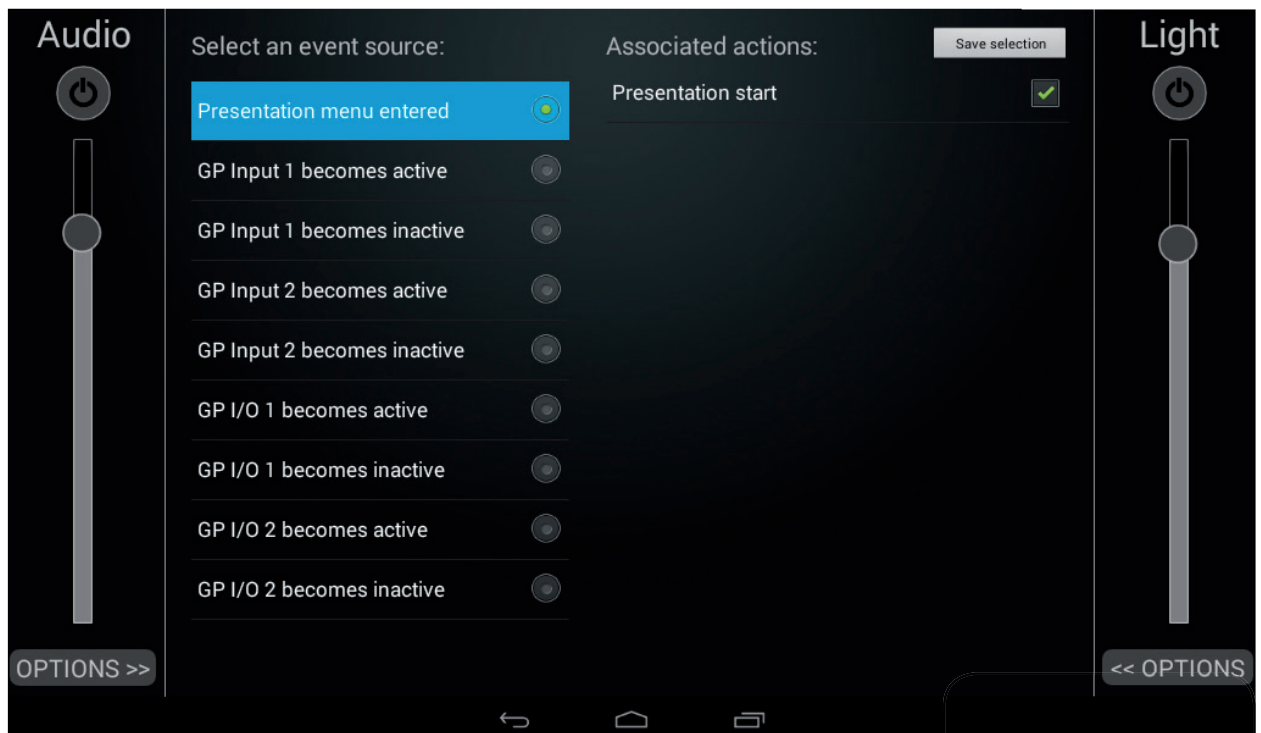 Audio
Select an event source:
Associated actions:
Save selection
Light
Presentation menu entered
Presentation start
GP Input 1 becomes active
GP Input 1 becomes inactive
GP Input 2 becomes active
GP Input 2 becomes inactive
GP I/O 1 becomes active
GP I/O 1 becomes inactive
GP I/O 2 becomes active
GP I/O 2 becomes inactive
OPTIONS >>
<< OPTIONS